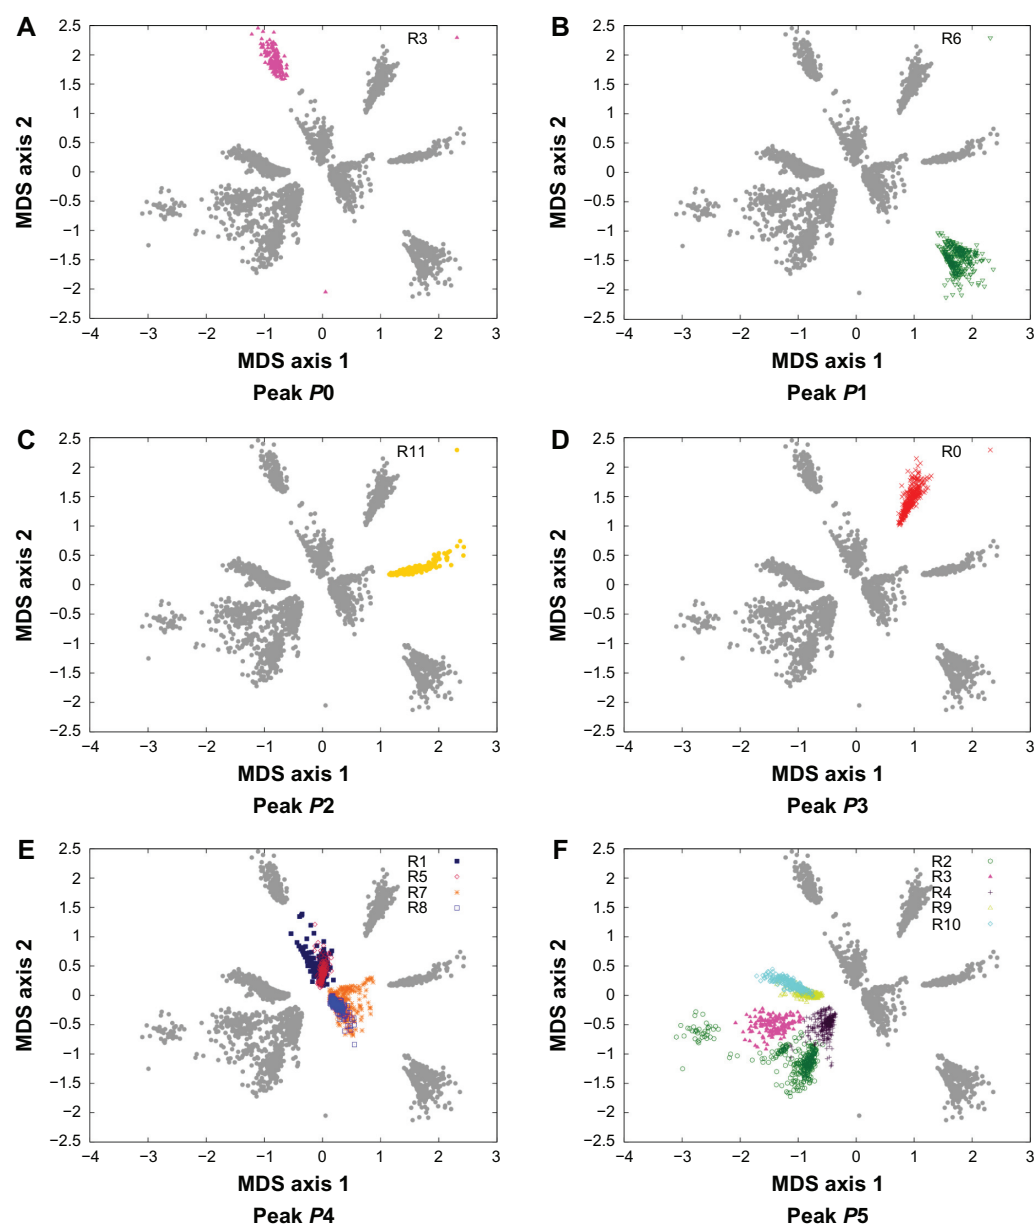 A
R3
2.5
2
1.5
1
0.5
0
−0.5
−1
−1.5
−2
−2.5
−4 −3 −2 −1 0 1 2 3
MDS axis 2
MDS axis 1
Peak P0
B
R6
2.5
2
1.5
1
0.5
0
−0.5
−1
−1.5
−2
−2.5
−4 −3 −2 −1 0 1 2 3
MDS axis 2
MDS axis 1
Peak P1
C
R11
2.5
2
1.5
1
0.5
0
−0.5
−1
−1.5
−2
−2.5
−4 −3 −2 −1 0 1 2 3
MDS axis 2
MDS axis 1
Peak P2
D
R0
2.5
2
1.5
1
0.5
0
−0.5
−1
−1.5
−2
−2.5
−4 −3 −2 −1 0 1 2 3
MDS axis 2
MDS axis 1
Peak P3
E
R1
R5
R7
R8
2.5
2
1.5
1
0.5
0
−0.5
−1
−1.5
−2
−2.5
−4 −3 −2 −1 0 1 2 3
MDS axis 2
MDS axis 1
Peak P4
F
R2
R3
R4
R9
R10
2.5
2
1.5
1
0.5
0
−0.5
−1
−1.5
−2
−2.5
−4 −3 −2 −1 0 1 2 3
MDS axis 2
MDS axis 1
Peak P5